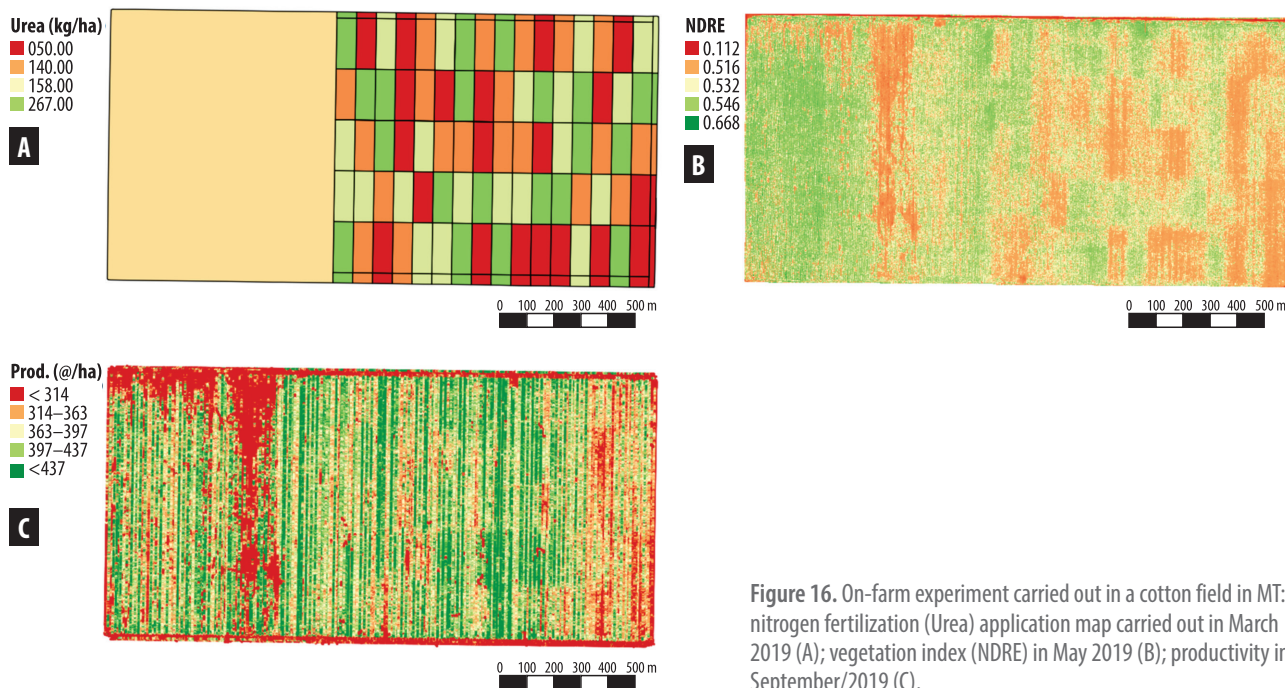 Urea (kg/ha)
050.00
140.00
158.00
267.00
A
0 100 200 300 400 500 m
NDRE
0.112
0.516
0.532
0.546
0.668
B
0 100 200 300 400 500 m
Prod. (@/ha)
< 314
314–363
363–397
397–437
<437
C
0 100 200 300 400 500 m
Figure 16. On-farm experiment carried out in a cotton field in MT:
nitrogen fertilization (Urea) application map carried out in March
2019 (A); vegetation index (NDRE) in May 2019 (B); productivity in
September/2019 (C).